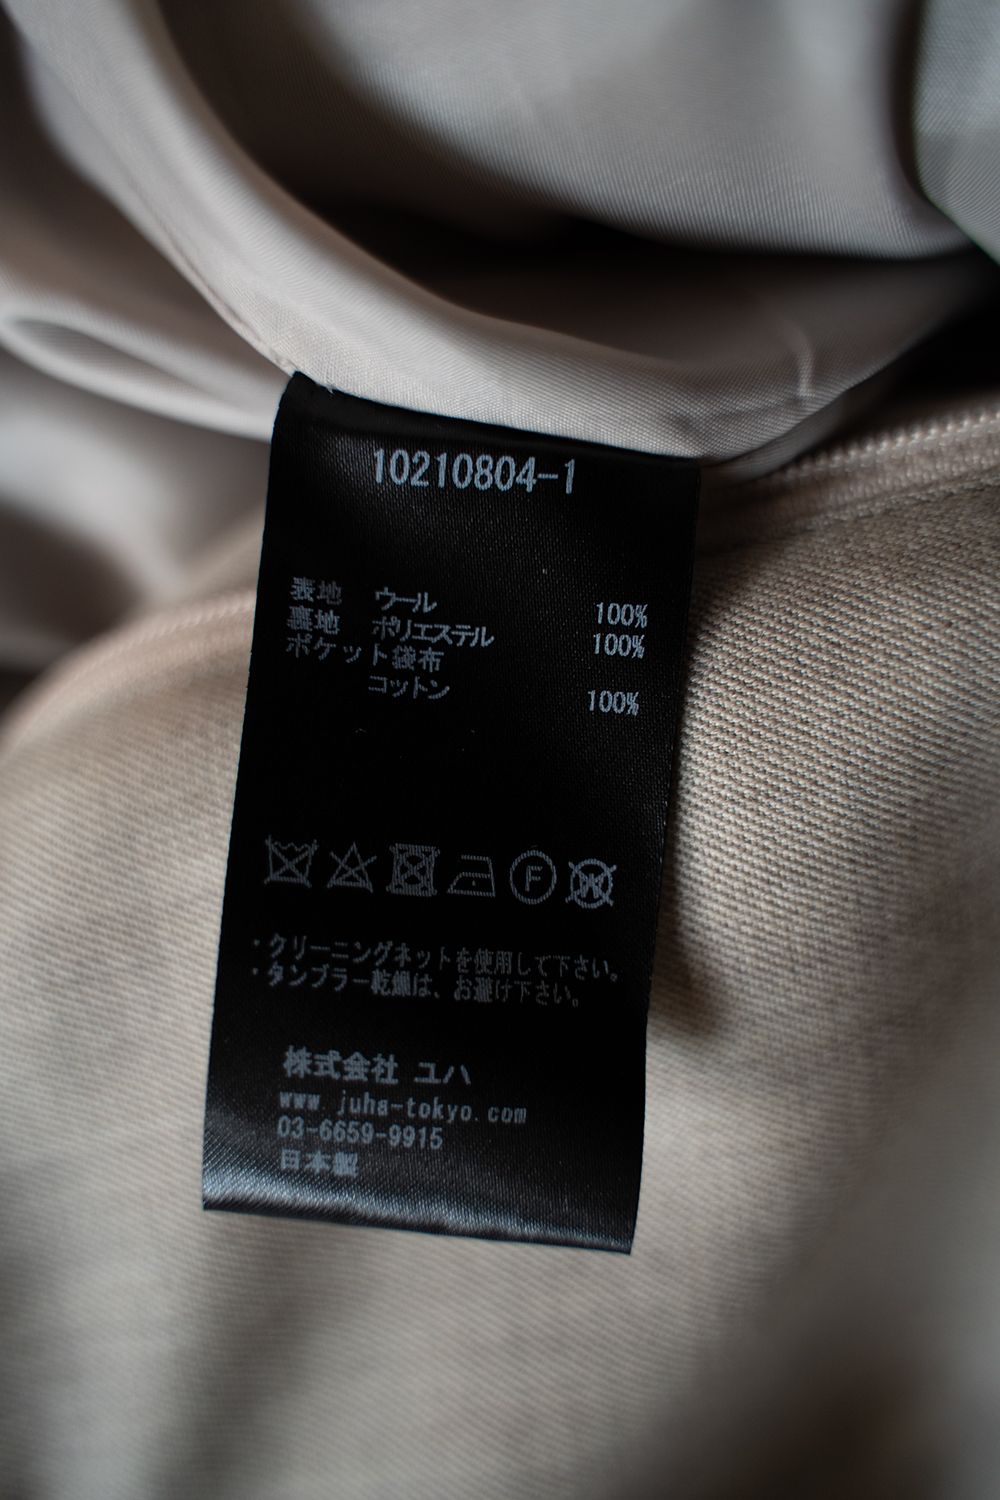 10210804-1
表地 ウール 100%
裏地 ポリエステル 100%
ポケット袋布
コットン 100%
F
W
・クリーニングネットを使用して下さい。
・タンブラー乾燥は、お避け下さい。
株式会社 ユハ
www.juha-tokyo.com
03-6659-9915
日本製